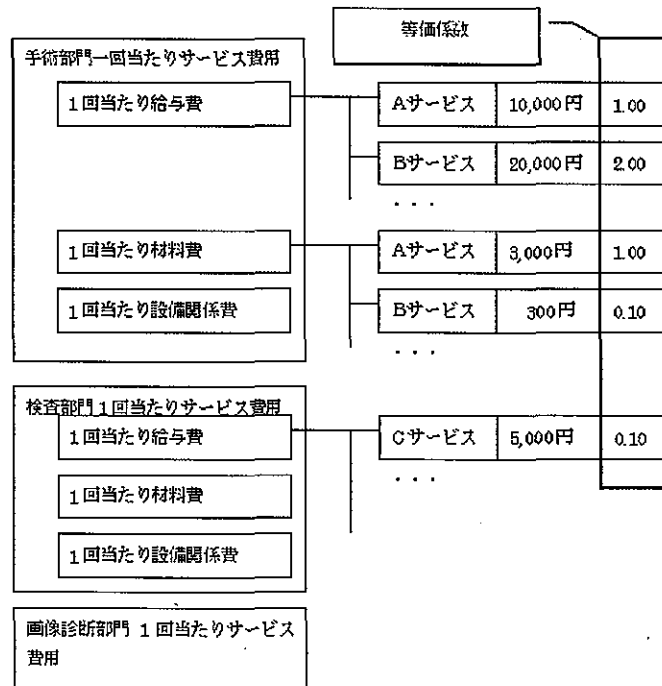 等価係数
手術部門一回当たりサービス費用
1回当たり給与費
Aサービス 10,000円 1.00
Bサービス 20,000円 2.00
・・・
1回当たり材料費
Aサービス 3,000円 1.00
1回当たり設備関係費
Bサービス 300円 0.10
・・・
検査部門1回当たりサービス費用
1回当たり給与費
Cサービス 5,000円 0.10
・・・
1回当たり材料費
1回当たり設備関係費
画像診断部門 1回当たりサービス
費用